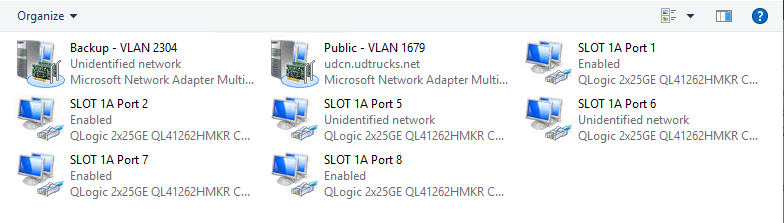 Organize
Backup - VLAN 2304
Unidentified network
Microsoft Network Adapter Multi...
Public - VLAN 1679
udcn.udtrucks.net
Microsoft Network Adapter Multi...
SLOT 1A Port 1
Enabled
QLogic 2x25GE QL41262HMKR C...
SLOT 1A Port 2
Enabled
QLogic 2x25GE QL41262HMKR C...
SLOT 1A Port 5
Unidentified network
QLogic 2x25GE QL41262HMKR C...
SLOT 1A Port 6
Unidentified network
QLogic 2x25GE QL41262HMKR C...
SLOT 1A Port 7
Enabled
QLogic 2x25GE QL41262HMKR C...
SLOT 1A Port 8
Enabled
QLogic 2x25GE QL41262HMKR C...